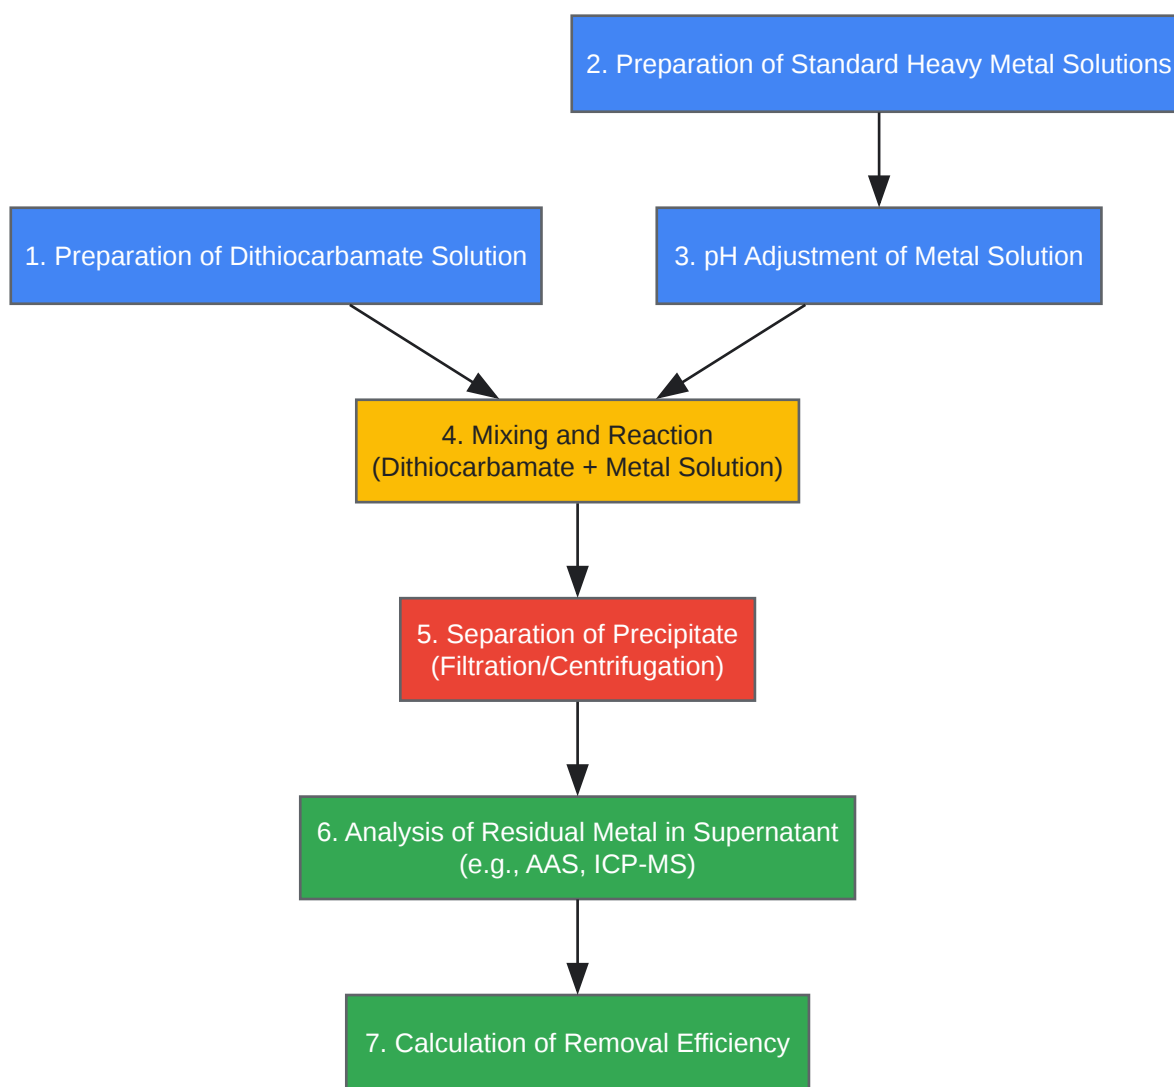 2. Preparation of Standard Heavy Metal Solutions
1. Preparation of Dithiocarbamate Solution
3. pH Adjustment of Metal Solution
4. Mixing and Reaction
(Dithiocarbamate + Metal Solution)
5. Separation of Precipitate
(Filtration/Centrifugation)
6. Analysis of Residual Metal in Supernatant
(e.g., AAS, ICP-MS)
7. Calculation of Removal Efficiency